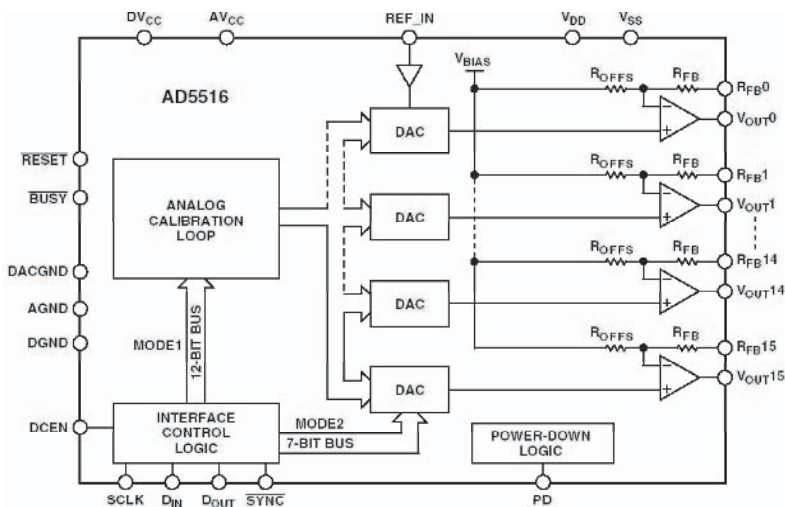 DVCC
AVCC
REF_IN
VDD
VSS
AD5516
VBIAS
ROFFS
RFB
RFB0
DAC
VOUT0
RESET
BUSY
ANALOG
CALIBRATION
LOOP
ROFFS
RFB
RFB1
DAC
VOUT1
DACGND
AGND
DGND
ROFFS
RFB
RFB14
DAC
VOUT14
MODE1
12-BIT BUS
ROFFS
RFB
RFB15
DAC
VOUT15
DCEN
INTERFACE
CONTROL
LOGIC
MODE2
7-BIT BUS
POWER-DOWN
LOGIC
SCLK
DIN
DOUT
SYNC
PD